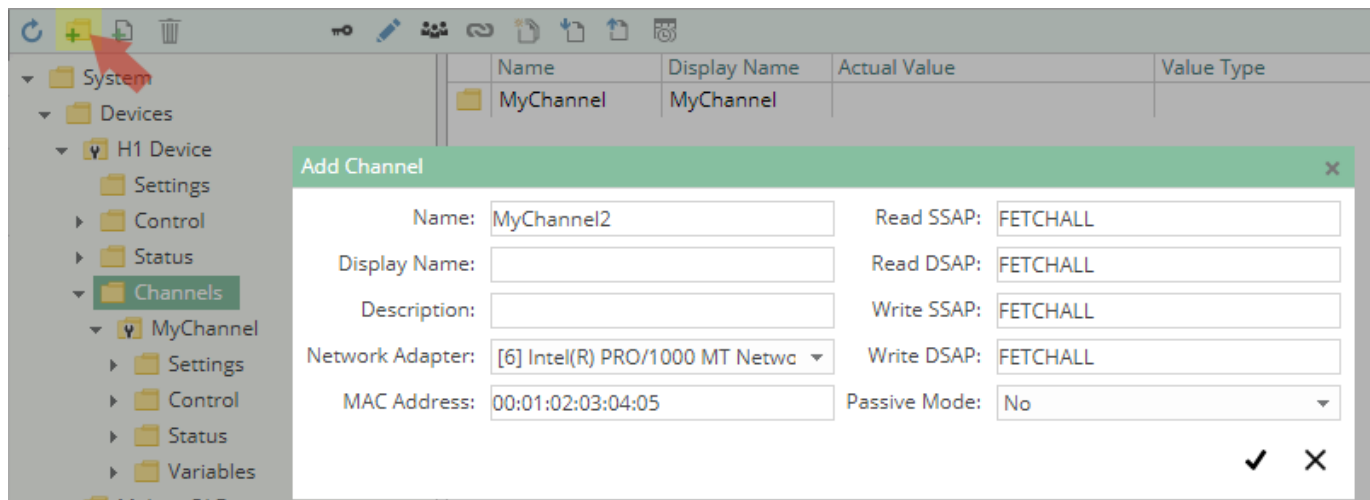 Name Display Name Actual Value Value Type
MyChannel MyChannel
System
Devices
H1 Device
Settings
Control
Status
Channels
MyChannel
Settings
Control
Status
Variables
Add Channel
Name: MyChannel2 Read SSAP: FETCHALL
Display Name: Read DSAP: FETCHALL
Description: Write SSAP: FETCHALL
Network Adapter: [6] Intel(R) PRO/1000 MT Netwo Write DSAP: FETCHALL
MAC Address: 00:01:02:03:04:05 Passive Mode: No